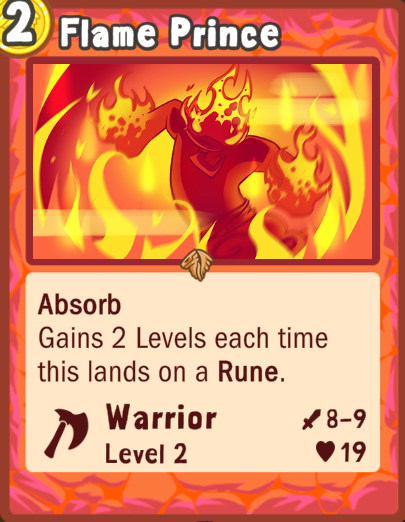 2
Flame Prince
Absorb
Gains 2 Levels each time
this lands on a Rune.
Warrior
8–9
Level 2
19